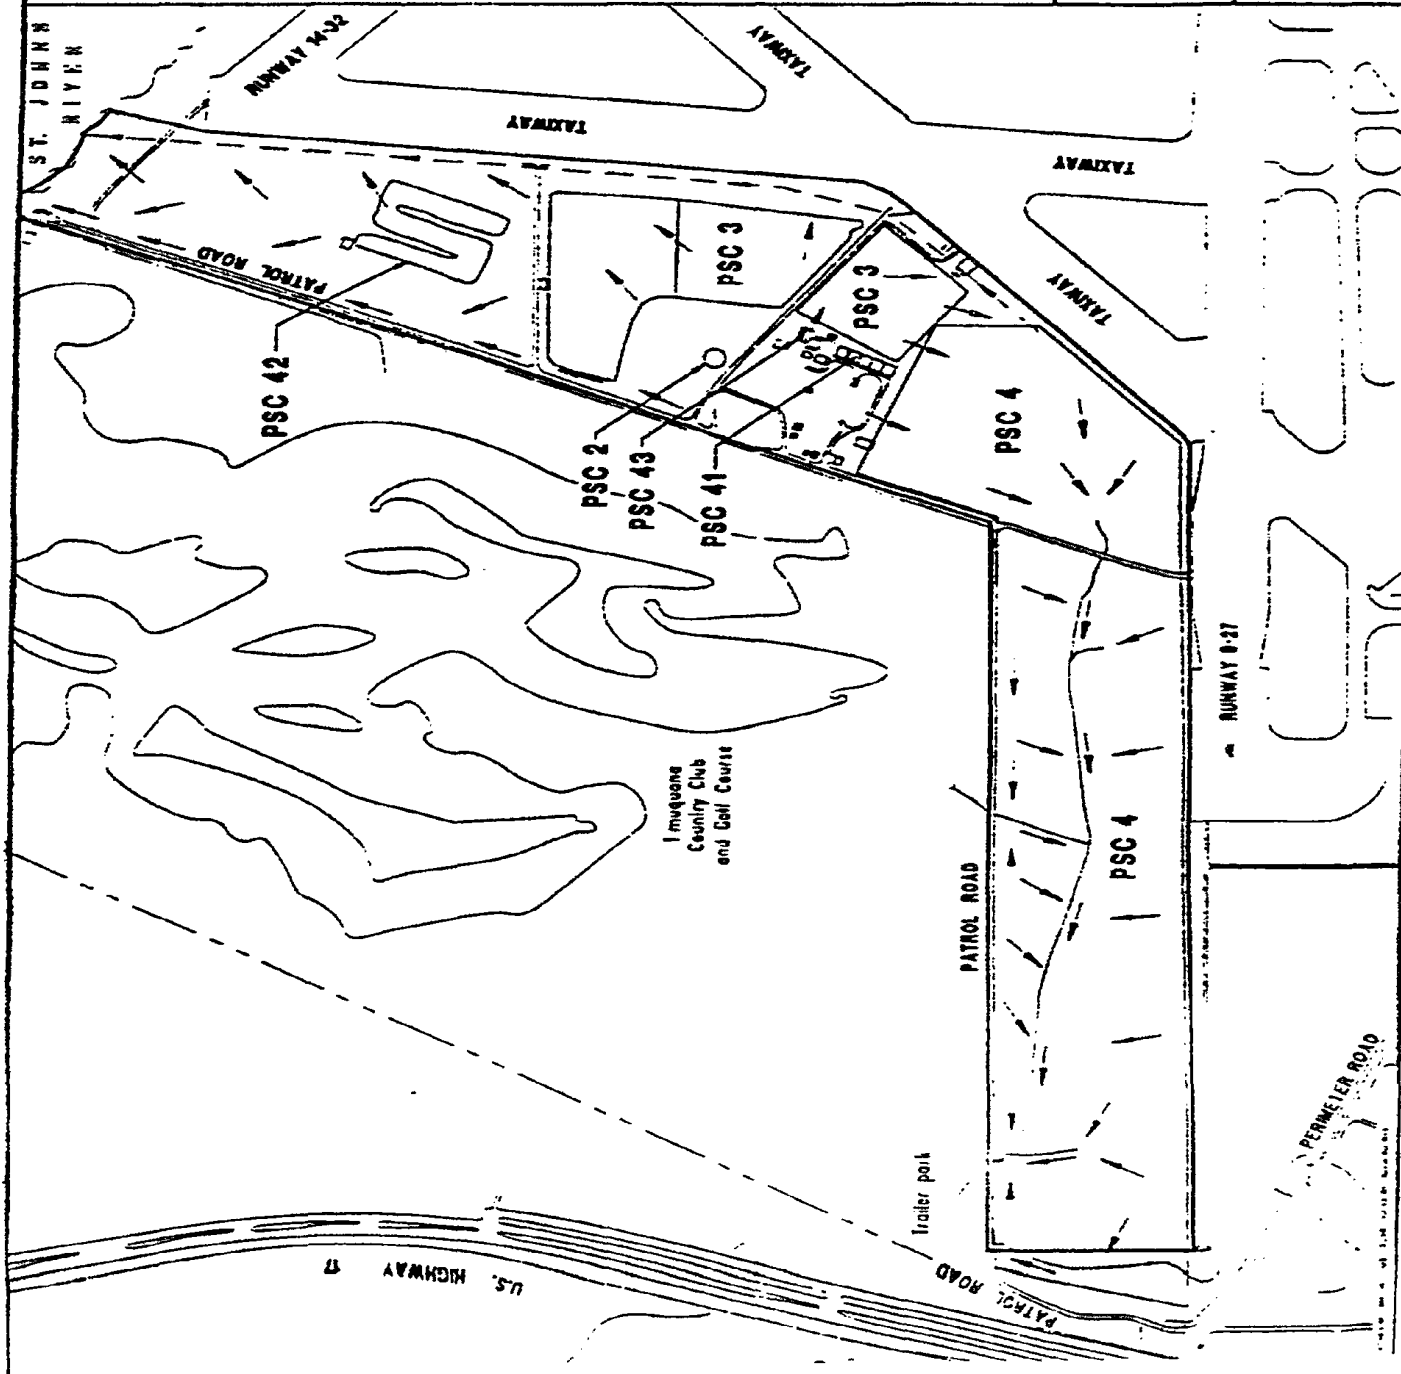 ST. JOHNS
RIVER
RUNWAY 14-32
TAXIWAY
TAXIWAY
TAXIWAY
TAXIWAY
PATROL ROAD
PSC 42
PSC 3
PSC 3
PSC 2
PSC 43
PSC 41
PSC 4
Timuquana
Country Club
and Golf Course
RUNWAY 9-27
PSC 4
PATROL ROAD
PERIMETER ROAD
Trailer park
PATROL ROAD
U.S. HIGHWAY 17